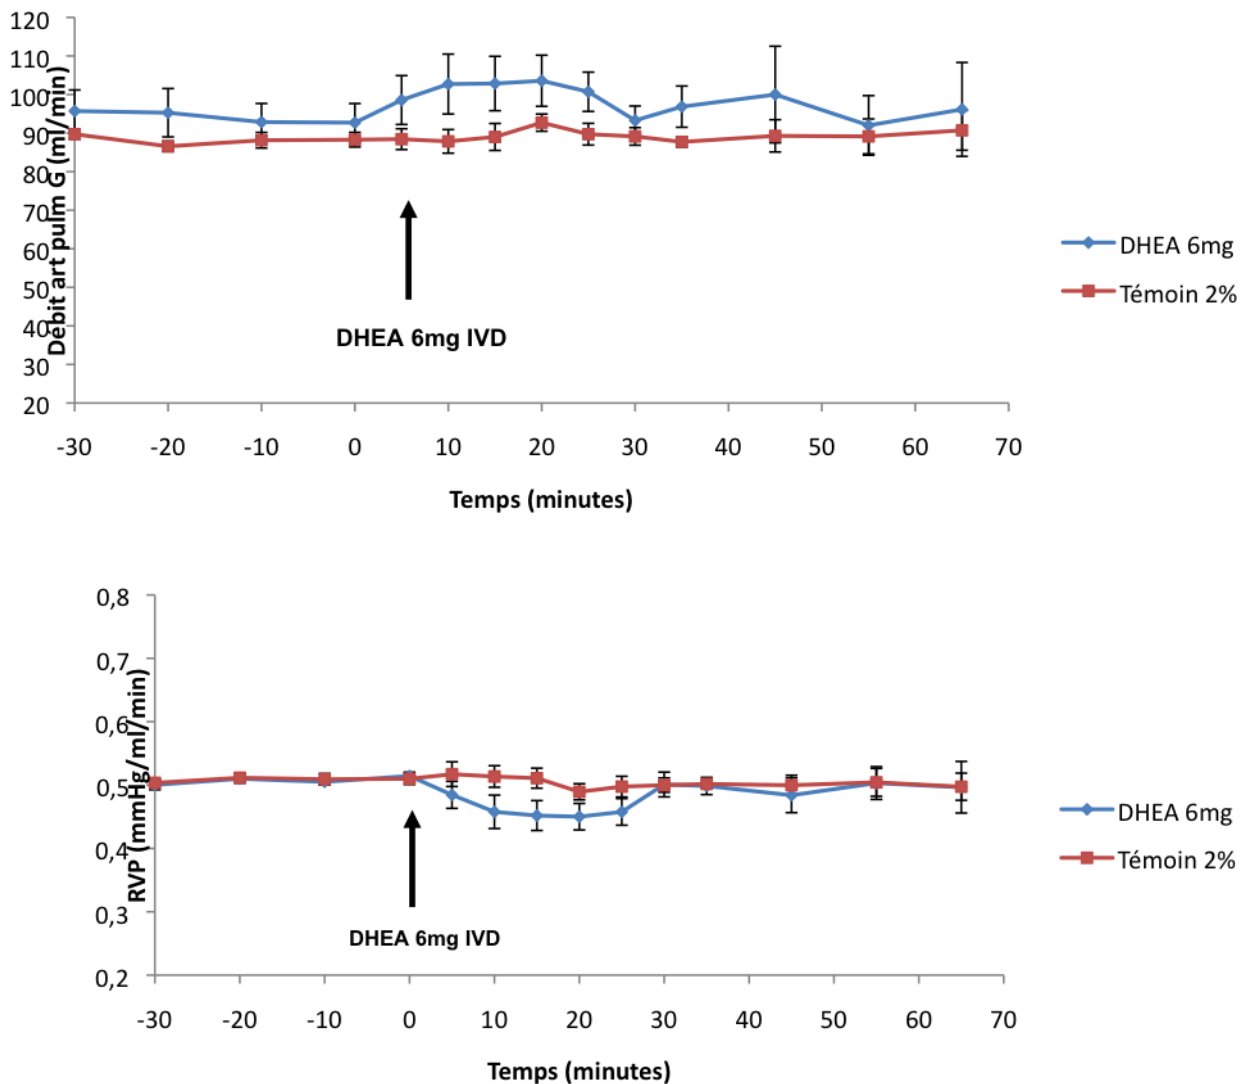 120
110
100
90
80
70
60
50
40
30
20
Débit art pulm G (ml/min)
-30 -20 -10 0 10 20 30 40 50 60 70
Temps (minutes)
DHEA 6mg IVD
DHEA 6mg
Témoin 2%
0,8
0,7
0,6
0,5
0,4
0,3
0,2
RVP (mmHg/ml/min)
-30 -20 -10 0 10 20 30 40 50 60 70
Temps (minutes)
DHEA 6mg IVD
DHEA 6mg
Témoin 2%